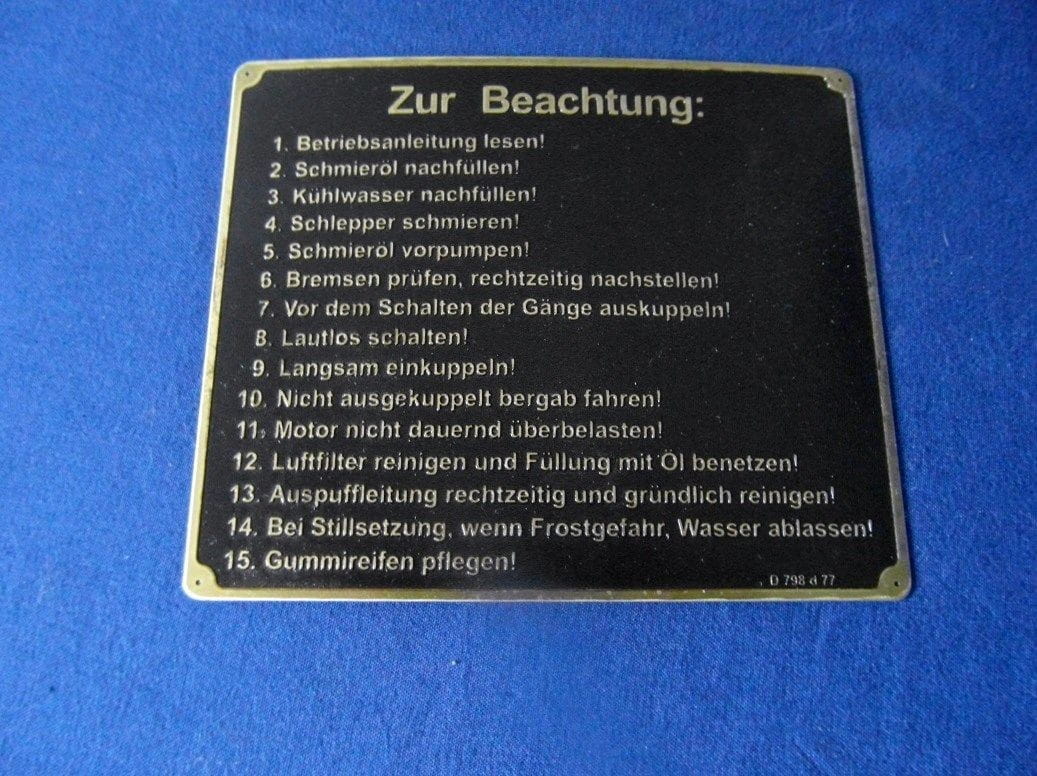 Zur Beachtung:
1. Betriebsanleitung lesen!
2. Schmieröl nachfüllen!
3. Kühlwasser nachfüllen!
4. Schlepper schmieren!
5. Schmieröl vorpumpen!
6. Bremsen prüfen, rechtzeitig nachstellen!
7. Vor dem Schalten der Gänge auskuppeln!
8. Lautlos schalten!
9. Langsam einkuppeln!
10. Nicht ausgekuppelt bergab fahren!
11. Motor nicht dauernd überbelasten!
12. Luftfilter reinigen und Füllung mit Öl benetzen!
13. Auspuffleitung rechtzeitig und gründlich reinigen!
14. Bei Stillsetzung, wenn Frostgefahr, Wasser ablassen!
15. Gummireifen pflegen!
D 798 d 77